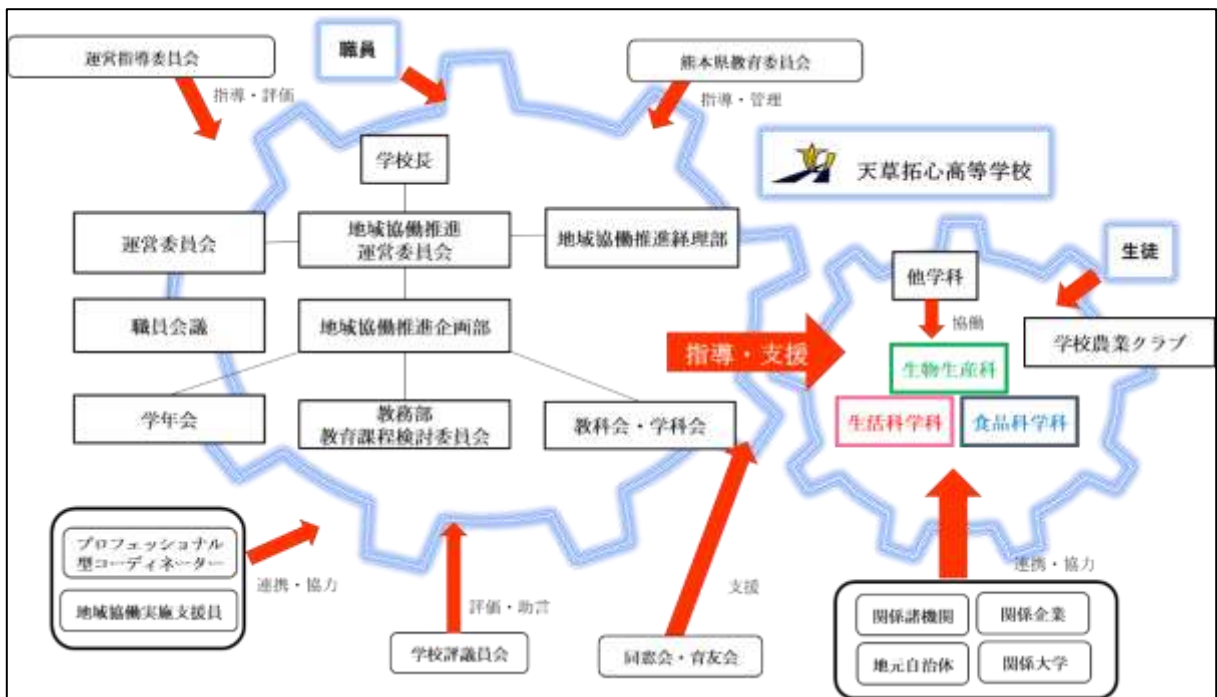 運営指導委員会
職員
熊本県教育委員会
指導・評価
指導・管理
学校長
天草拓心高等学校
運営委員会
地域協働推進
運営委員会
地域協働推進経理部
他学科
生徒
職員会議
地域協働推進企画部
協働
学校農業クラブ
指導・支援
生物生産科
学年会
教務部
教育課程検討委員会
教科会・学科会
生活科学科
食品科学科
プロフェッショナル
型コーディネーター
地域協働実施支援員
連携・協力
評価・助言
支援
連携・協力
学校評議員会
同窓会・育友会
関係諸機関
関係企業
地元自治体
関係大学